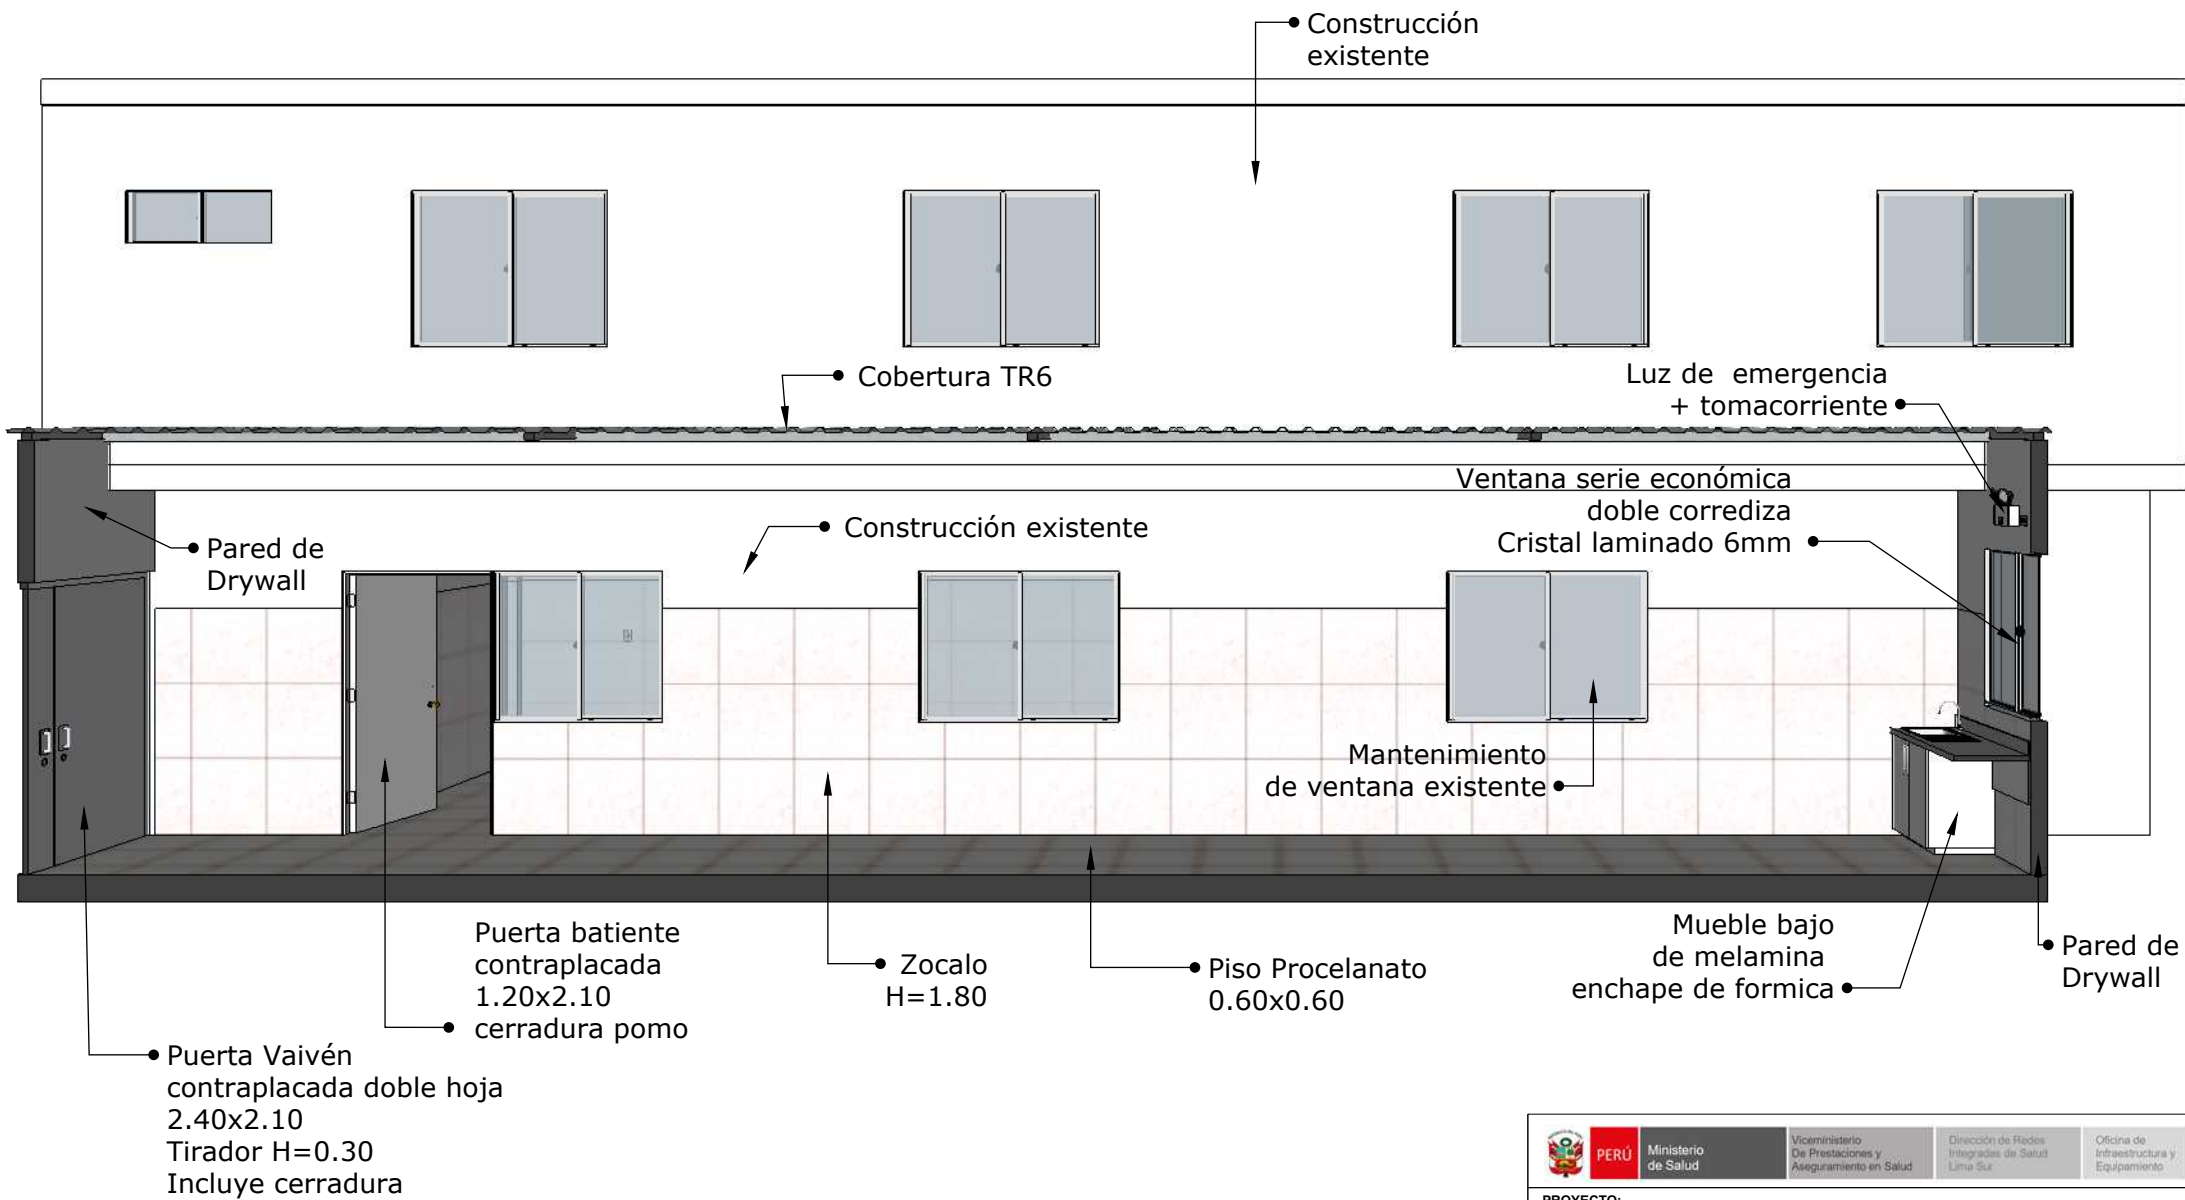 Construcción
existente
Cobertura TR6
Luz de  emergencia
+ tomacorriente
Ventana serie económica
doble corrediza
Cristal laminado 6mm
Construcción existente
Pared de
Drywall
Mantenimiento
de ventana existente
Puerta batiente
contraplacada
1.20x2.10
cerradura pomo
Zocalo
H=1.80
Piso Procelanato
0.60x0.60
Mueble bajo
de melamina
enchape de formica
Pared de
Drywall
Puerta Vaivén
contraplacada doble hoja
2.40x2.10
Tirador H=0.30
Incluye cerradura
PERÚ
Ministerio
de Salud
Viceministerio
De Prestaciones y
Aseguramiento en Salud
Dirección de Redes
Integradas de Salud
Lima Sur
Oficina de
Infraestructura y
Equipamiento
PROYECTO: